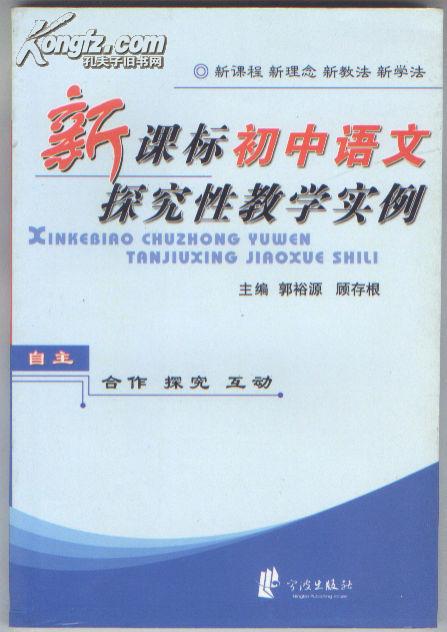 Kongfz.com
孔夫子旧书网
◎ 新课程 新理念 新教法 新学法
新课标初中语文
探究性教学实例
XINKEBIAO CHUZHONG YUWEN
TANJIUXING JIAOXUE SHILI
主编 郭裕源 顾存根
自主
合作 探究 互动
宁波出版社
Ningbo Publishing House